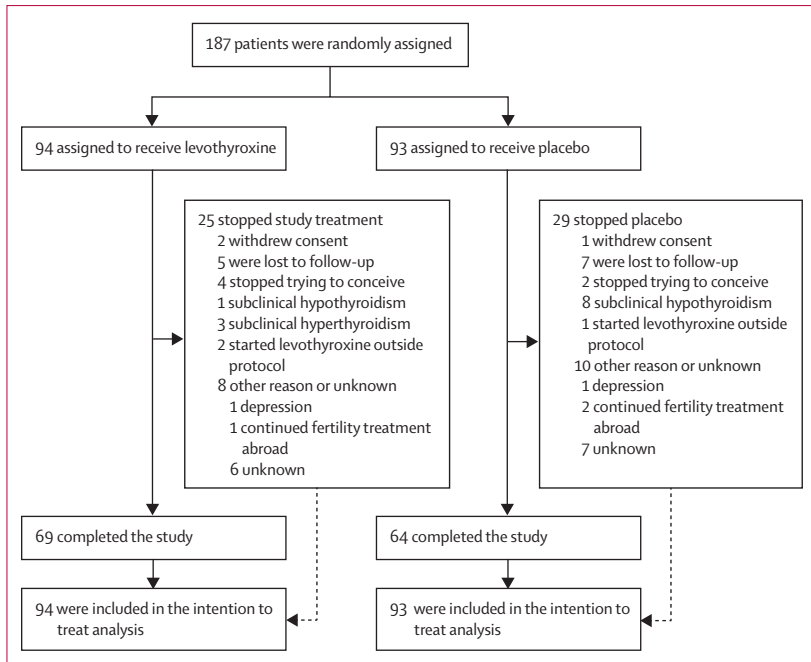 187 patients were randomly assigned
94 assigned to receive levothyroxine
93 assigned to receive placebo
25 stopped study treatment
2 withdrew consent
5 were lost to follow-up
4 stopped trying to conceive
1 subclinical hypothyroidism
3 subclinical hyperthyroidism
2 started levothyroxine outside
protocol
8 other reason or unknown
1 depression
1 continued fertility treatment
abroad
6 unknown
29 stopped placebo
1 withdrew consent
7 were lost to follow-up
2 stopped trying to conceive
8 subclinical hypothyroidism
1 started levothyroxine outside
protocol
10 other reason or unknown
1 depression
2 continued fertility treatment
abroad
7 unknown
69 completed the study
64 completed the study
94 were included in the intention to
treat analysis
93 were included in the intention to
treat analysis